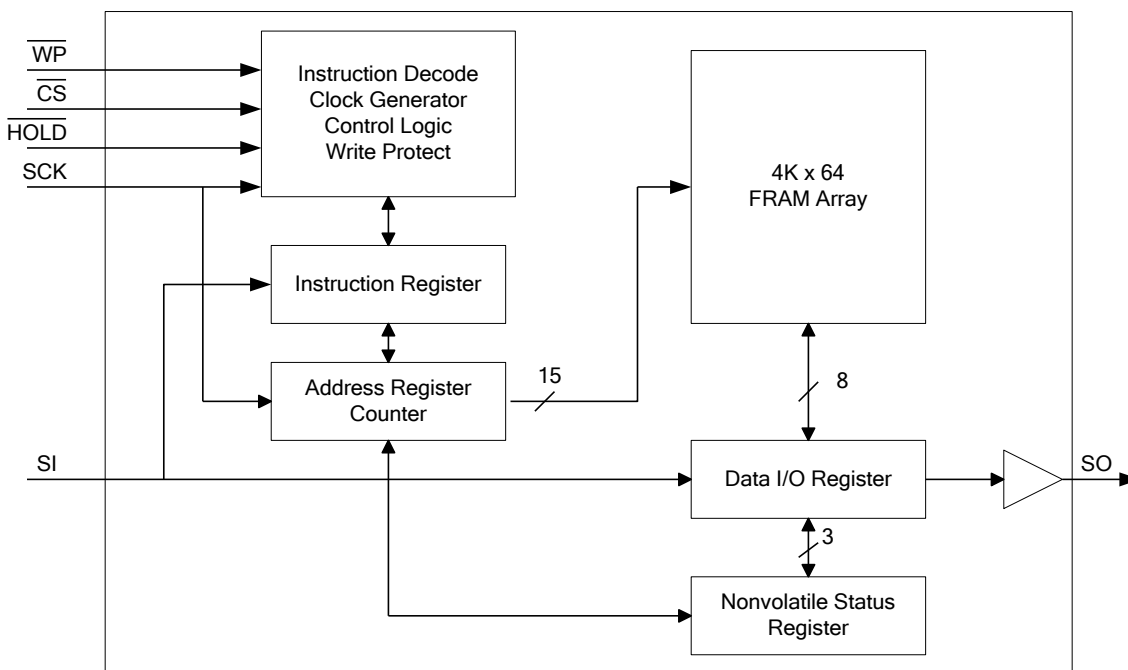 WP
CS
HOLD
SCK
Instruction Decode
Clock Generator
Control Logic
Write Protect
4K x 64
FRAM Array
Instruction Register
Address Register
Counter
15
8
SI
Data I/O Register
SO
3
Nonvolatile Status
Register